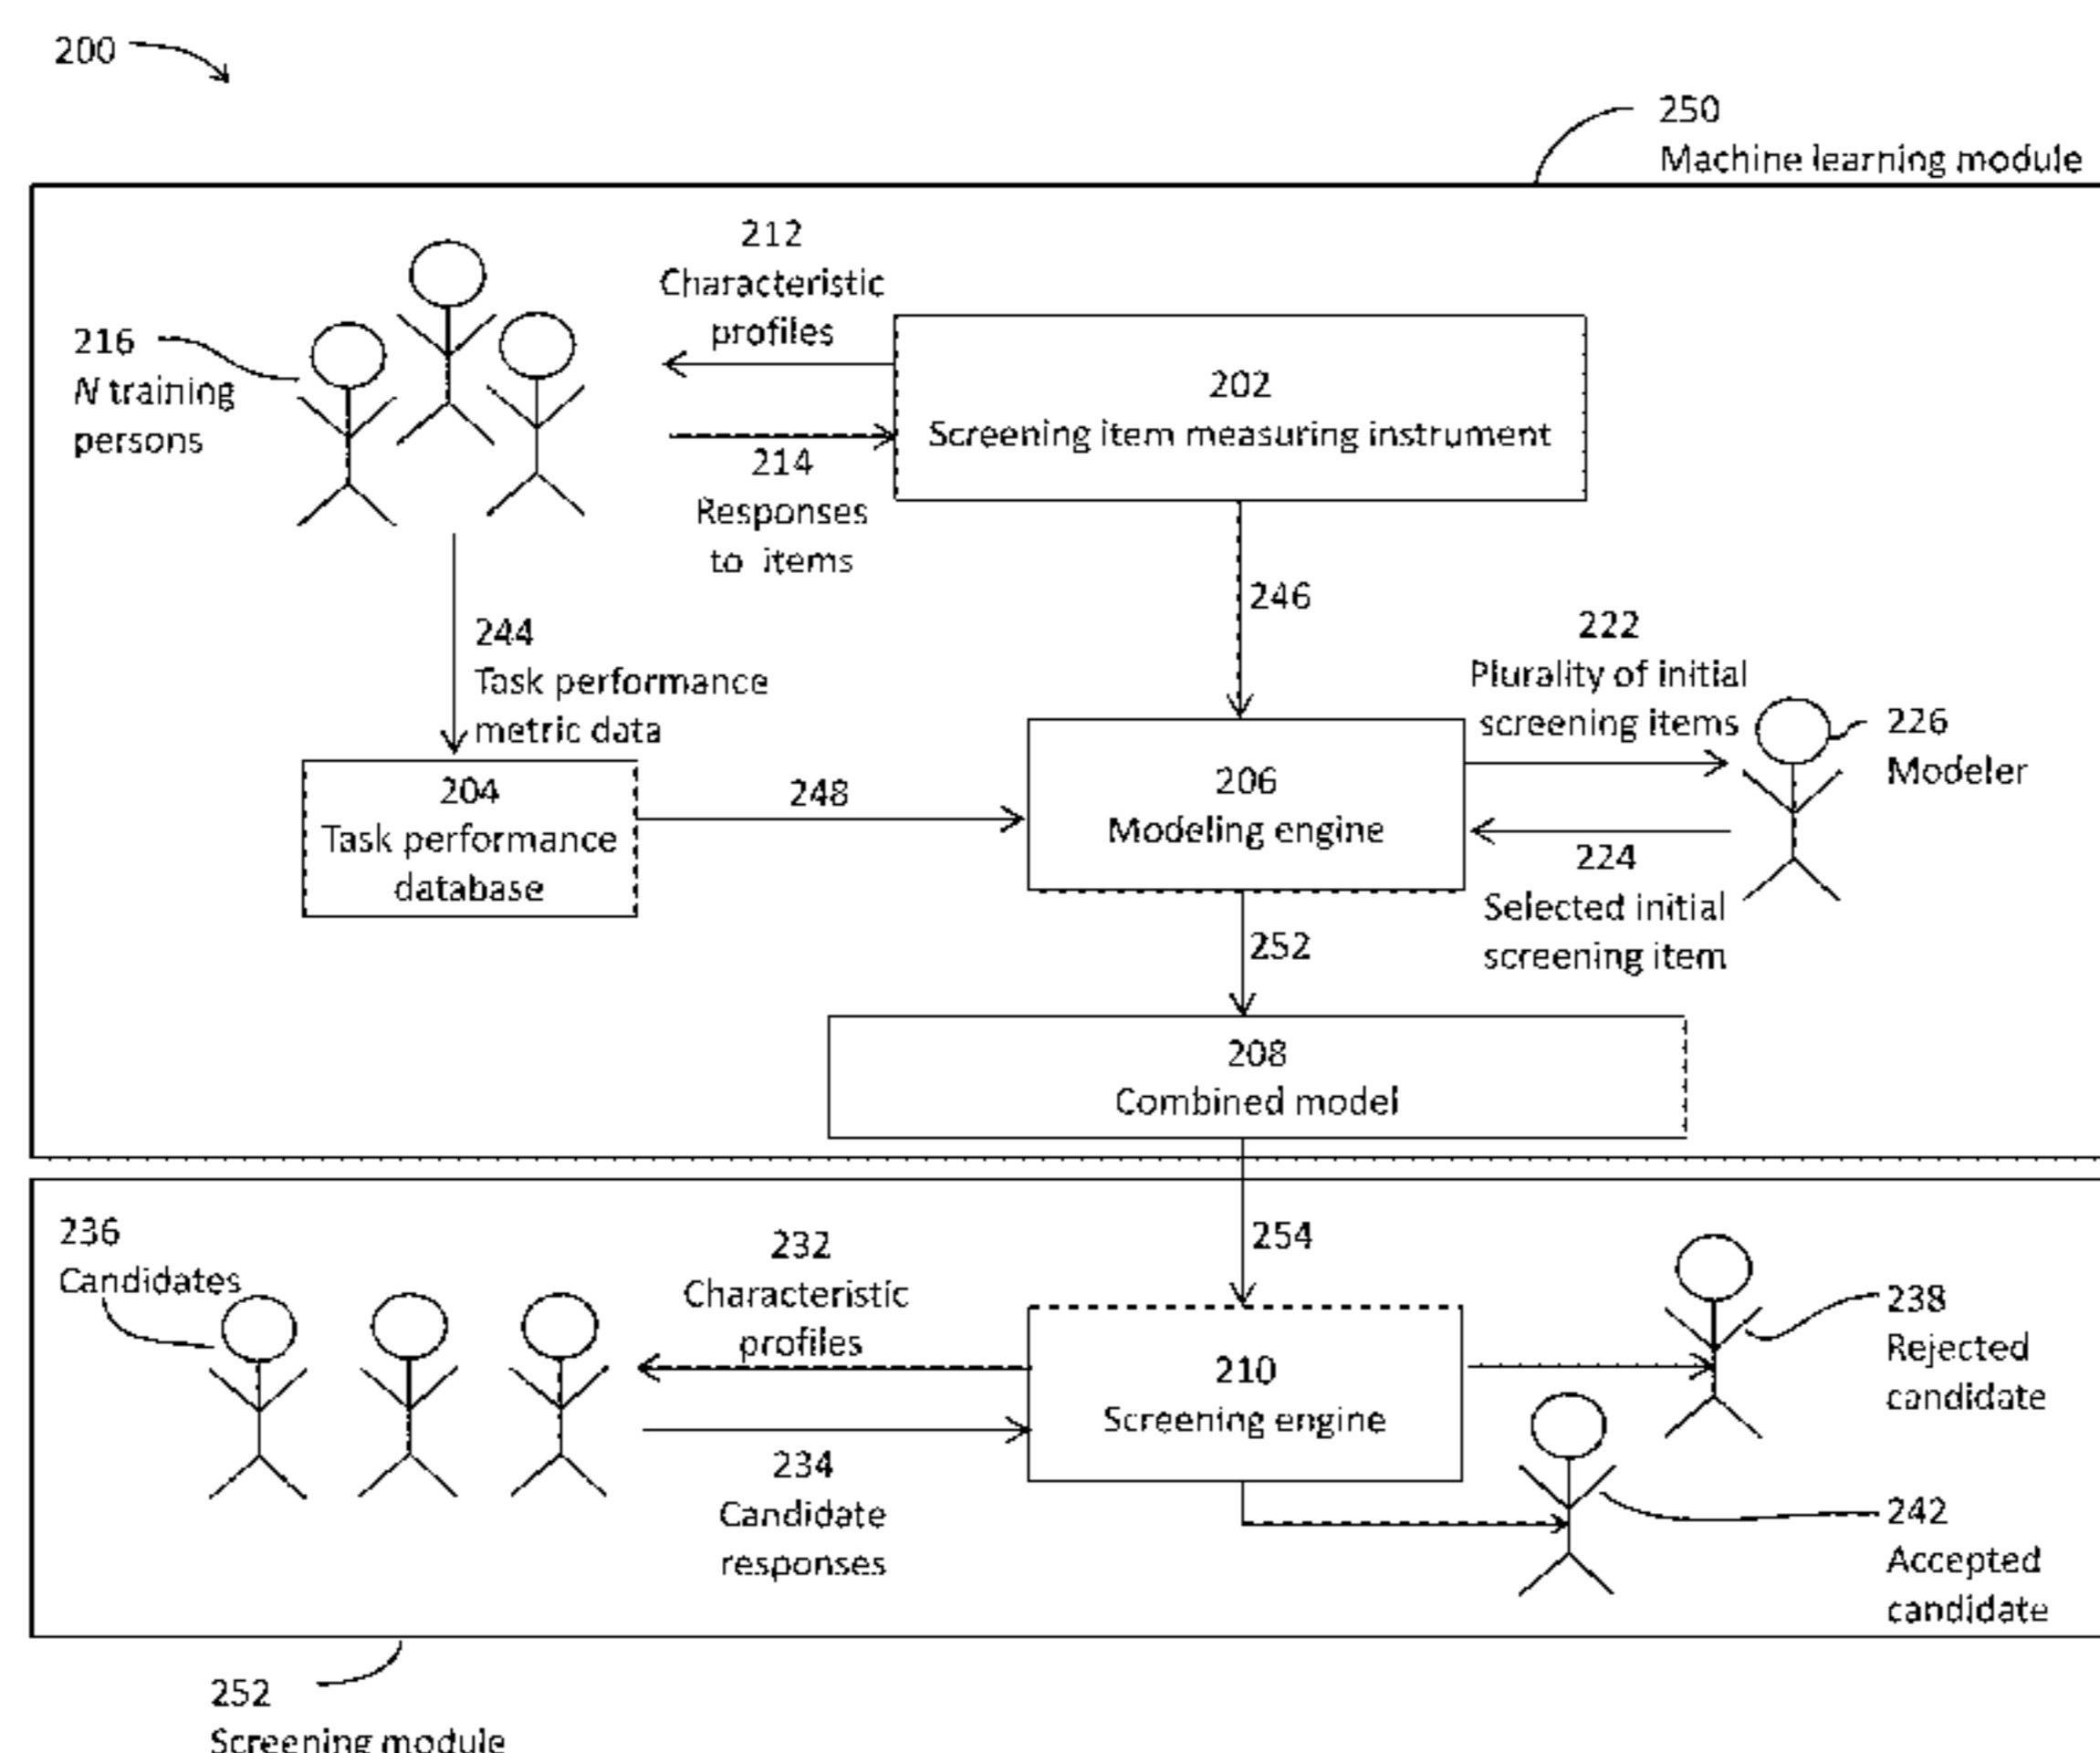 200
250
Machine learning module
212
Characteristic
profiles
216
N training
persons
202
Screening item measuring instrument
214
Responses
to items
246
244
Task performance
metric data
222
Plurality of initial
screening items
226
Modeler
204
Task performance
database
248
206
Modeling engine
224
Selected initial
screening item
252
208
Combined model
254
236
Candidates
232
Characteristic
profiles
210
Screening engine
238
Rejected
candidate
234
Candidate
responses
242
Accepted
candidate
252
Screening module